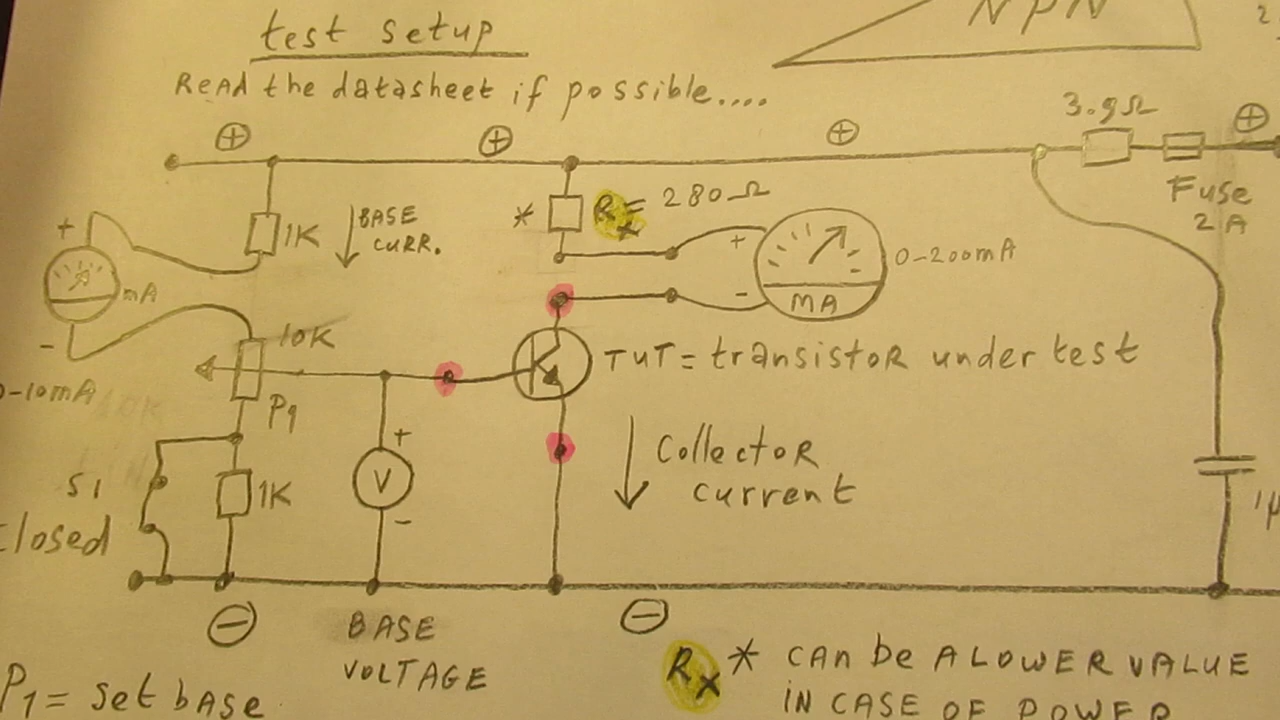 test setup
NPN
Read the datasheet if possible....
3.9Ω
Fuse
2A
1K
BASE
CURR.
* Rx = 280Ω
+
mA
-
0-10mA
10K
P1
+
MA
-
0-200mA
TUT = transistor under test
Collector
current
S1
closed
1K
+
V
-
BASE
VOLTAGE
1µ
P1 = set base
Rx * can be A LOWER VALUE
IN CASE OF POWER